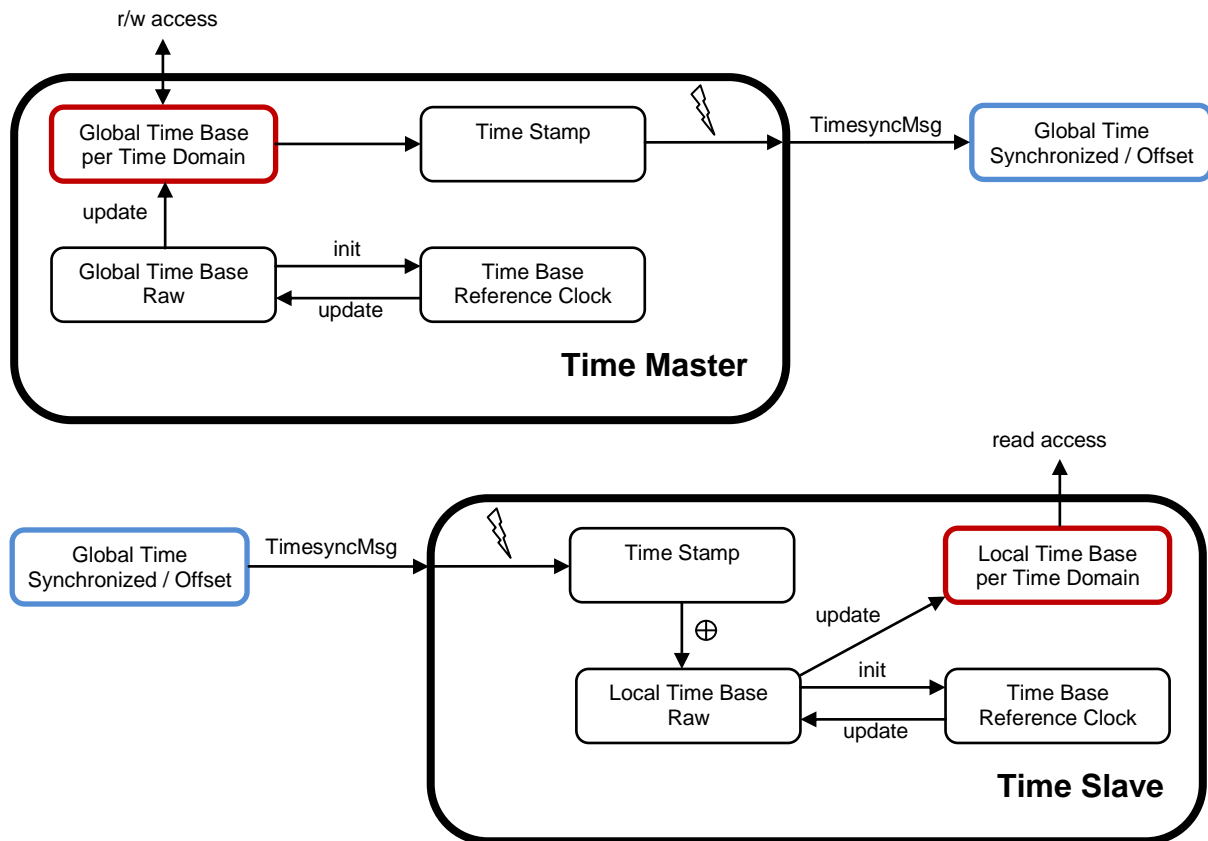 r/w access
Global Time Base
per Time Domain
Time Stamp
TimesyncMsg
Global Time
Synchronized / Offset
update
Global Time Base
Raw
init
update
Time Base
Reference Clock
Time Master
read access
Global Time
Synchronized / Offset
TimesyncMsg
Time Stamp
Local Time Base
per Time Domain
update
Local Time Base
Raw
init
update
Time Base
Reference Clock
Time Slave